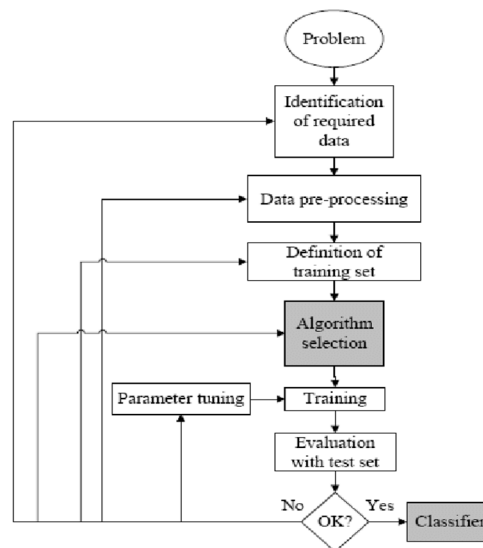 Problem
Identification
of required
data
Data pre-processing
Definition of
training set
Algorithm
selection
Parameter tuning
Training
Evaluation
with test set
No
OK?
Yes
Classifier